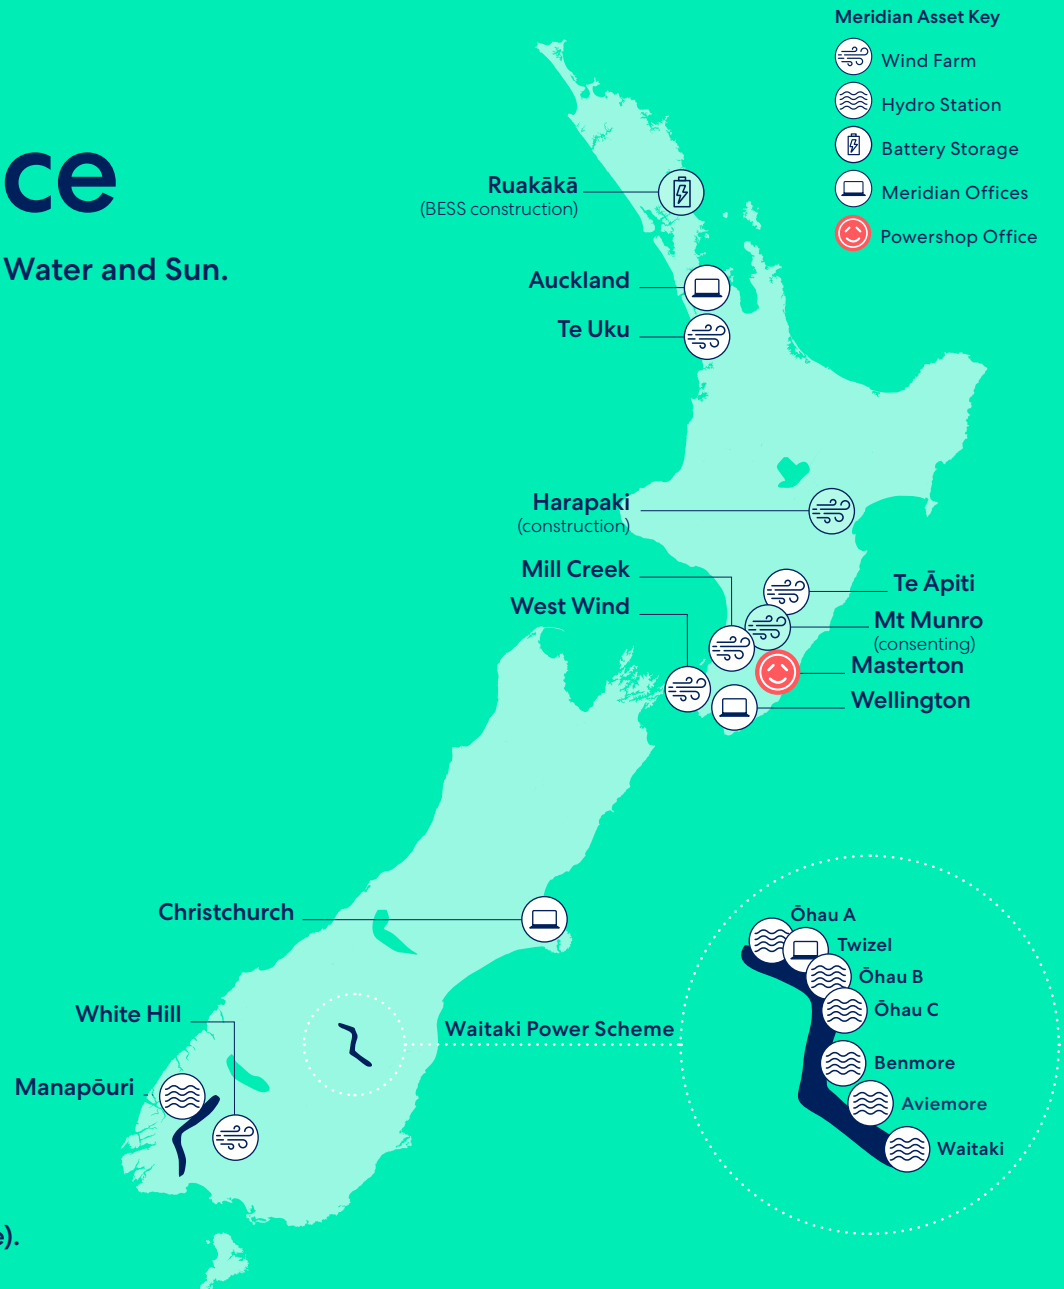 ce
Water and Sun.
Meridian Asset Key
Wind Farm
Hydro Station
Battery Storage
Meridian Offices
Powershop Office
Ruakākā
(BESS construction)
Auckland
Te Uku
Harapaki
(construction)
Mill Creek
West Wind
Te Āpiti
Mt Munro
(consenting)
Masterton
Wellington
Christchurch
White Hill
Manapōuri
Waitaki Power Scheme
Ōhau A
Twizel
Ōhau B
Ōhau C
Benmore
Aviemore
Waitaki
e).